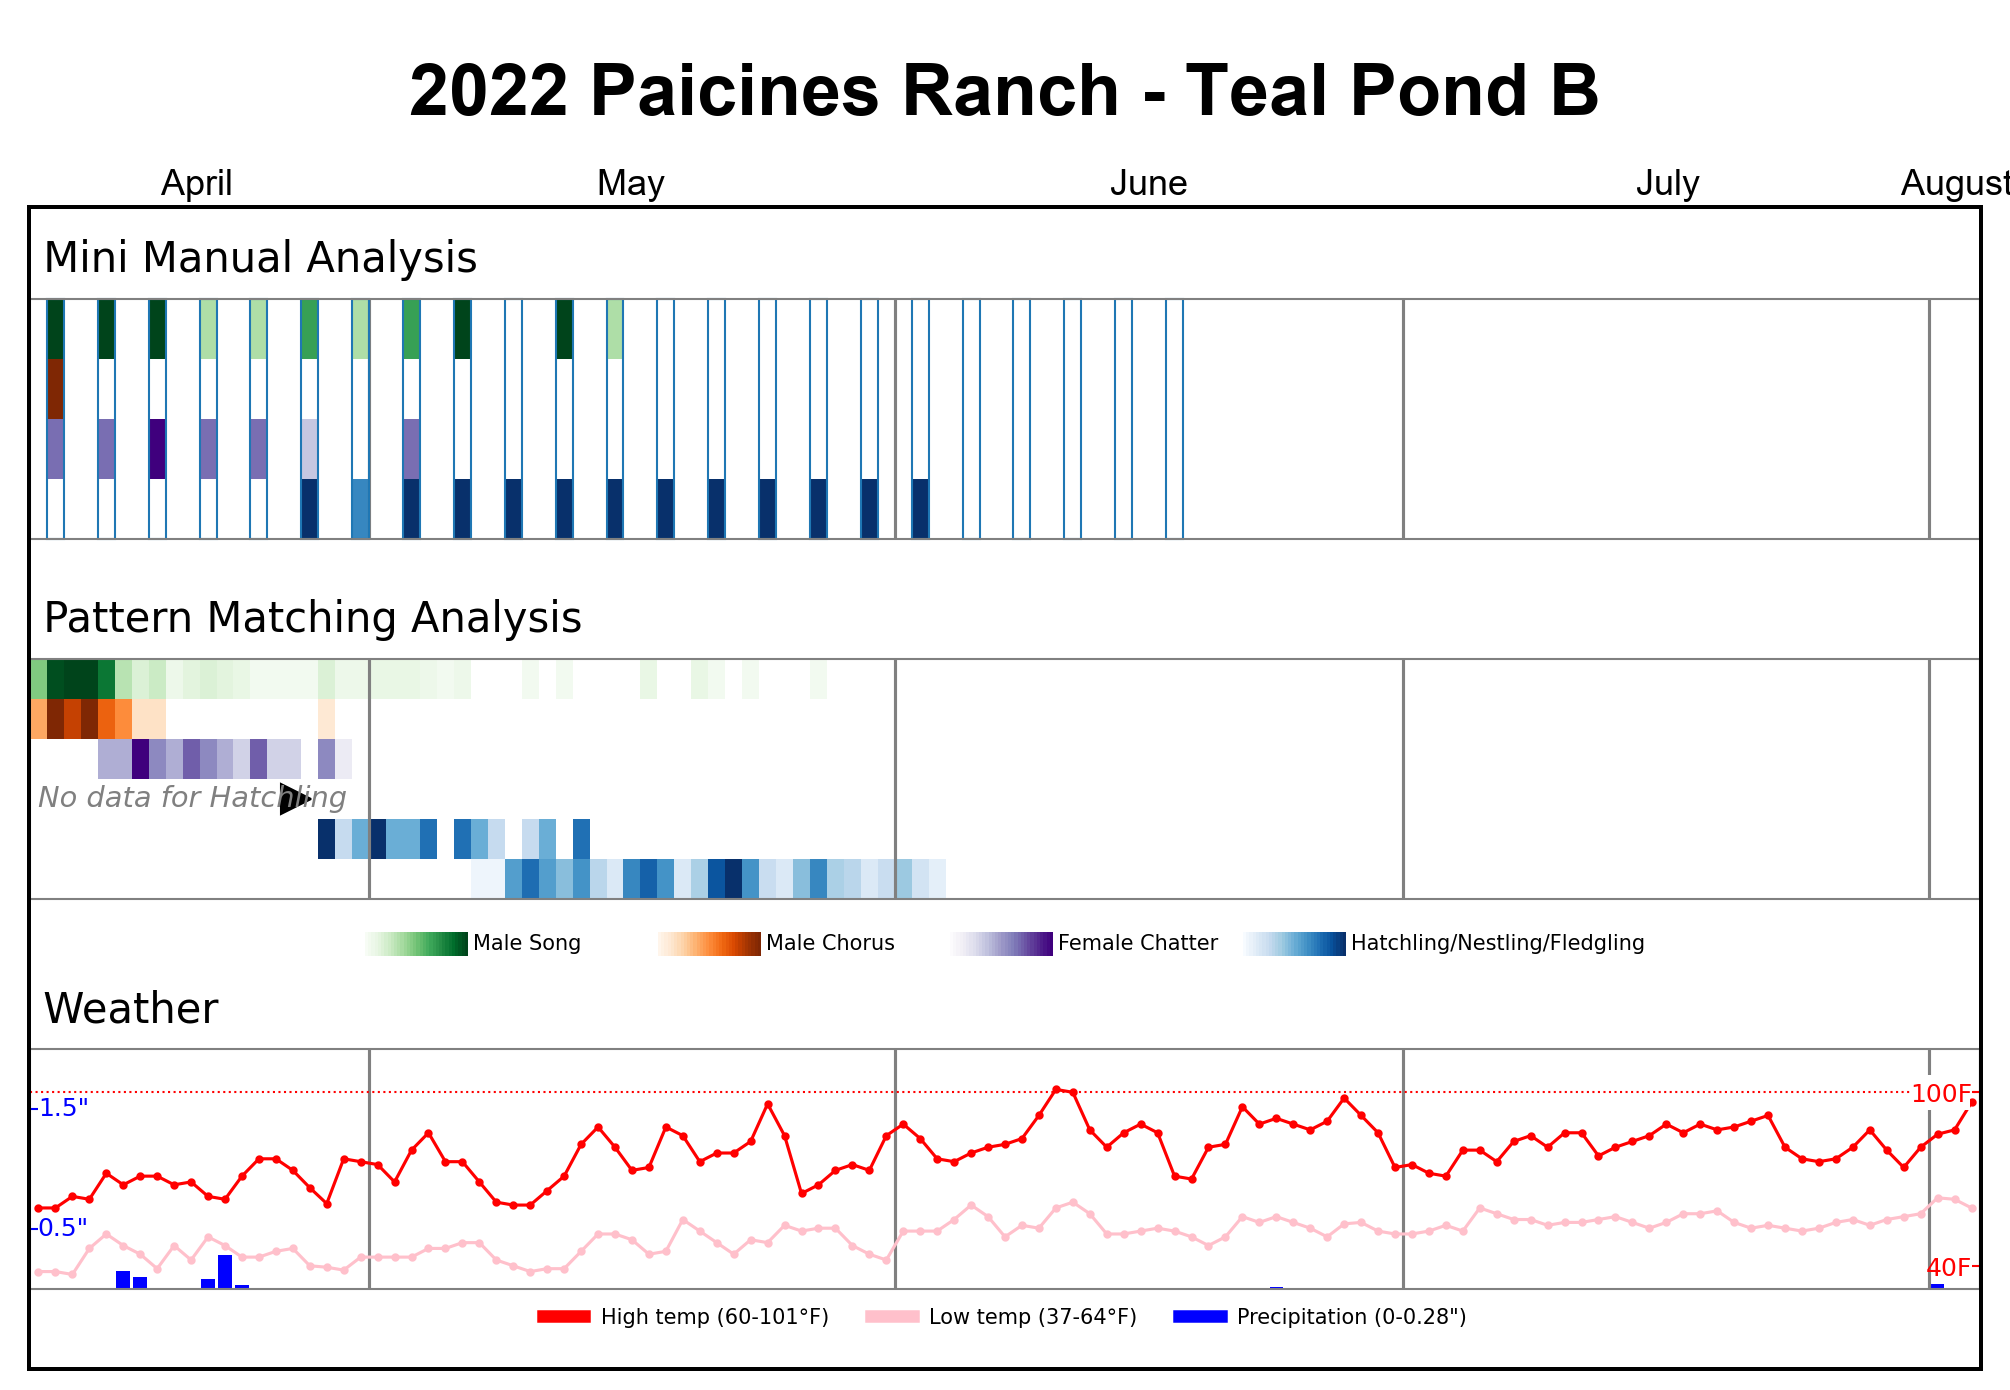 2022 Paicines Ranch - Teal Pond B
April May June July August
Mini Manual Analysis
Pattern Matching Analysis
No data for Hatchling
Male Song Male Chorus Female Chatter Hatchling/Nestling/Fledgling
Weather
100F
1.5"
0.5"
40F
High temp (60-101°F) Low temp (37-64°F) Precipitation (0-0.28")